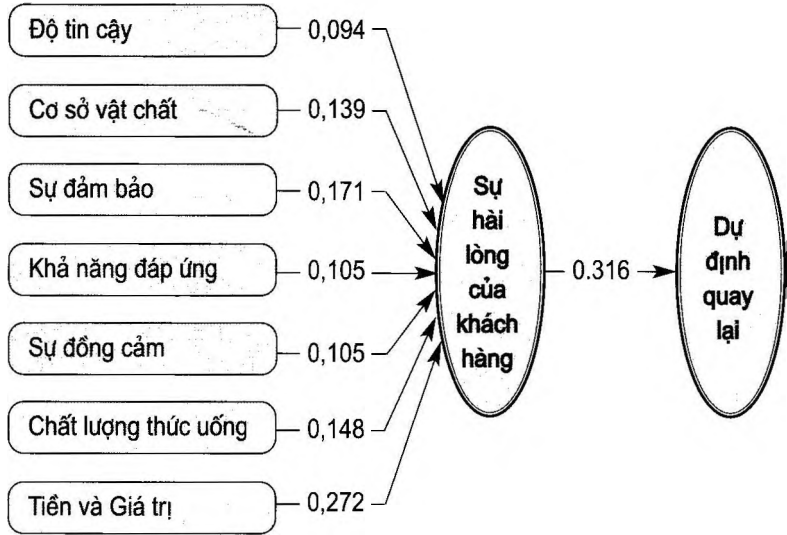 Độ tin cậy
0,094
Cơ sở vật chất
0,139
Sự đảm bảo
0,171
Khả năng đáp ứng
0,105
Sự đồng cảm
0,105
Chất lượng thức uống
0,148
Tiền và Giá trị
0,272
Sự
hài
lòng
của
khách
hàng
0.316
Dự
định
quay
lại